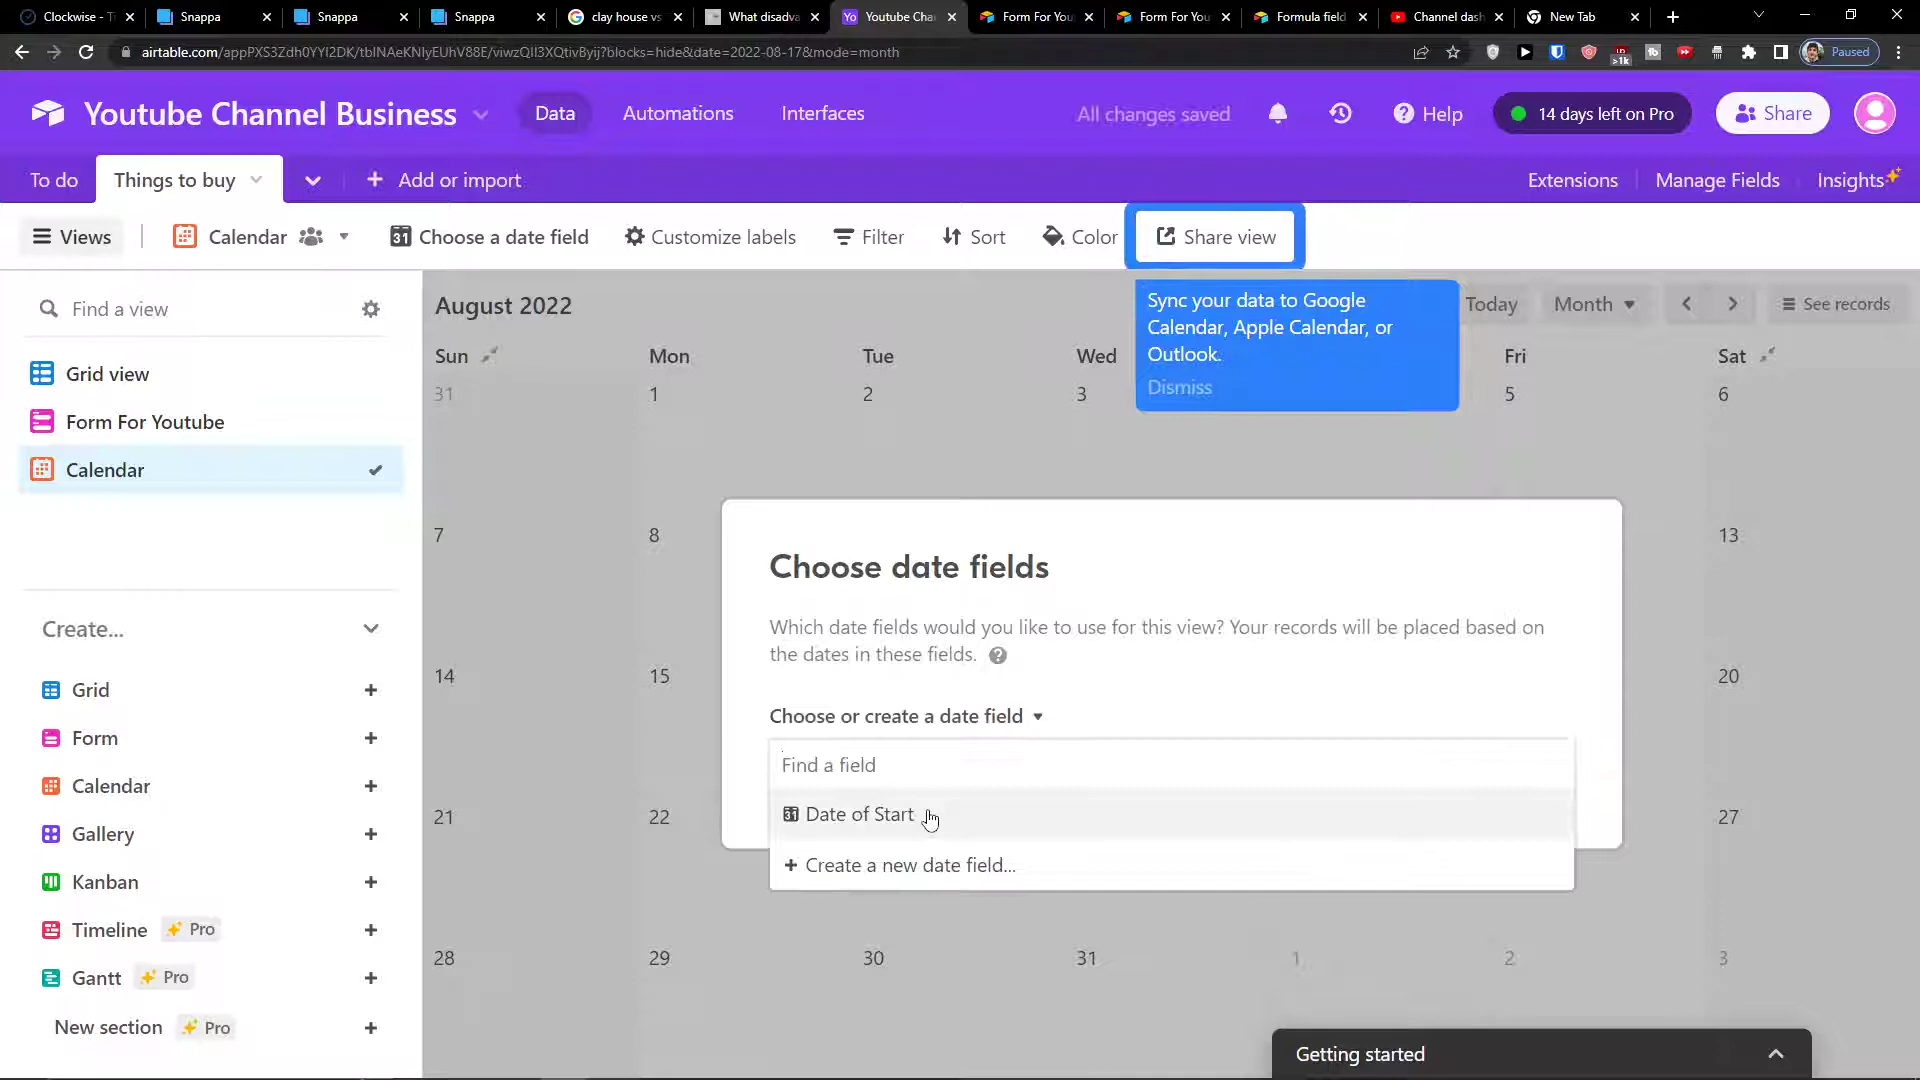 Clockwise - Ti
Snappa
Snappa
Snappa
clay house vs
What disadva
Youtube Chan
Form For You
Form For You
Formula field
Channel dash
New Tab
airtable.com/appPXS3Zdh0YYI2DK/tblNAeKNIyEUhV88E/viwzQII3XQtivByij?blocks=hide&date=2022-08-17&mode=month
>1k
Paused
Youtube Channel Business
Data
Automations
Interfaces
All changes saved
Help
14 days left on Pro
Share
To do
Things to buy
Add or import
Extensions
Manage Fields
Insights
Views
Calendar
Choose a date field
Customize labels
Filter
Sort
Color
Share view
Find a view
August 2022
Sync your data to Google
Calendar, Apple Calendar, or
Outlook.
Dismiss
Today
Month
See records
Sun
Mon
Tue
Wed
Fri
Sat
31
1
2
3
5
6
Grid view
Form For Youtube
Calendar
7
8
13
Choose date fields
Which date fields would you like to use for this view? Your records will be placed based on
the dates in these fields.
14
15
20
Choose or create a date field
Find a field
Date of Start
Create a new date field...
21
22
27
28
29
30
31
1
2
3
Create...
Grid
Form
Calendar
Gallery
Kanban
Timeline
Pro
Gantt
Pro
New section
Pro
Getting started